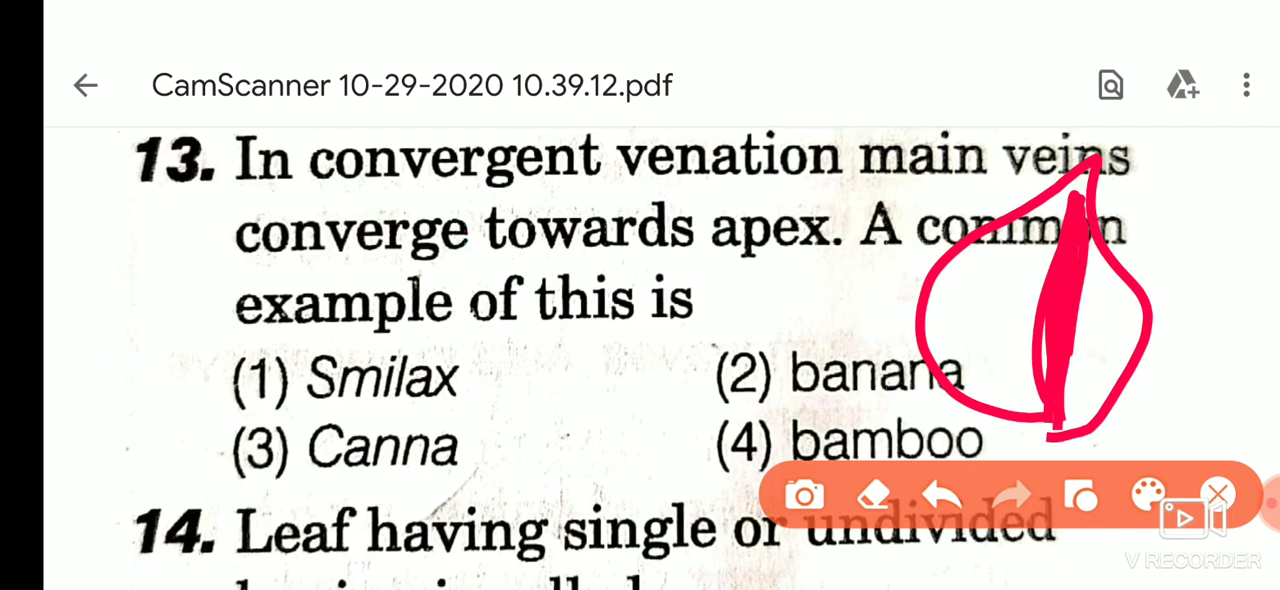 CamScanner 10-29-2020 10.39.12.pdf
13. In convergent venation main veins
converge towards apex. A common
example of this is
(1) Smilax (2) banana
(3) Canna (4) bamboo
14. Leaf having single or undivided
V RECORDER